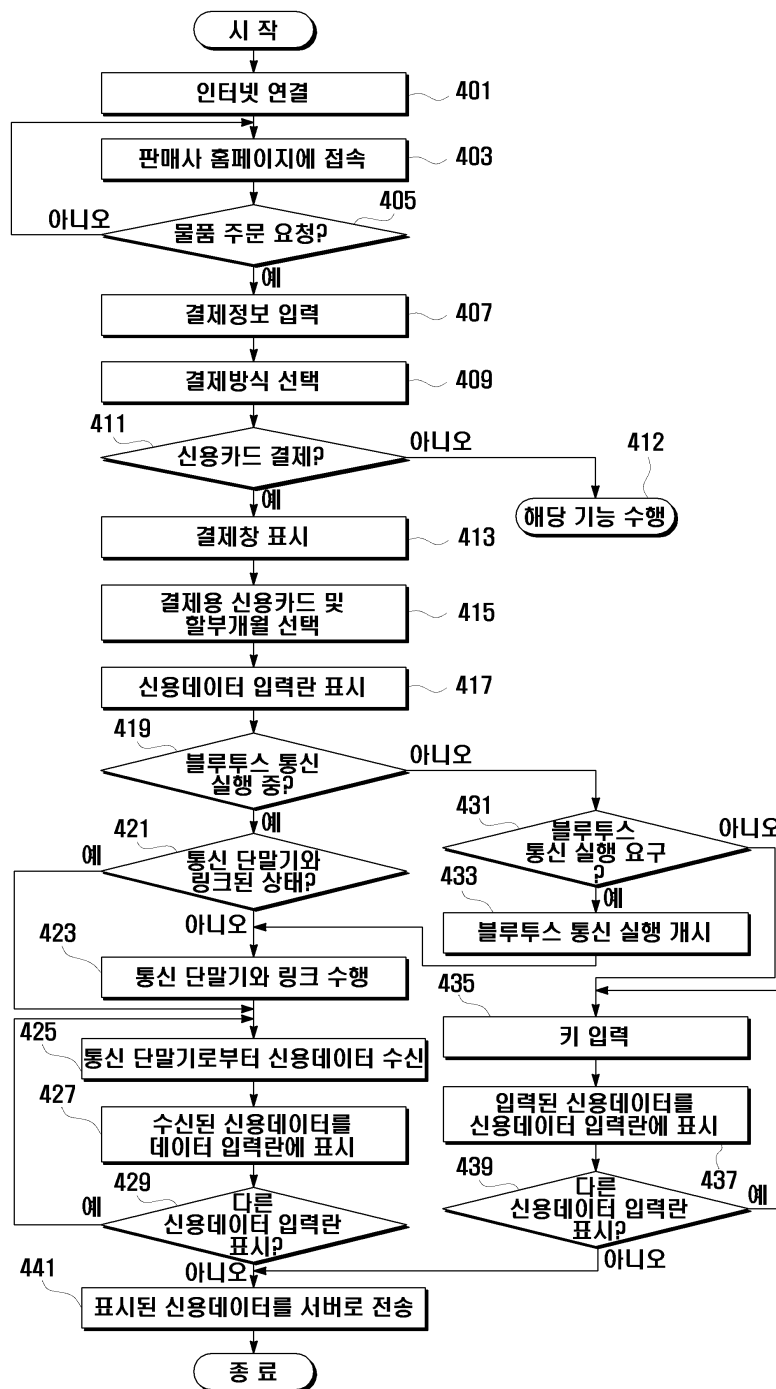 시 작
인터넷 연결
401
판매사 홈페이지에 접속
403
405
아니오
물품 주문 요청?
예
결제정보 입력
407
결제방식 선택
409
411
신용카드 결제?
아니오
412
예
해당 기능 수행
결제창 표시
413
결제용 신용카드 및
할부개월 선택
415
신용데이터 입력란 표시
417
419
블루투스 통신
실행 중?
아니오
예
421
예
통신 단말기와
링크된 상태?
아니오
431
블루투스
통신 실행 요구
?
아니오
예
433
블루투스 통신 실행 개시
423
통신 단말기와 링크 수행
435
키 입력
425
통신 단말기로부터 신용데이터 수신
427
수신된 신용데이터를
데이터 입력란에 표시
입력된 신용데이터를
신용데이터 입력란에 표시
437
429
예
다른
신용데이터 입력란
표시?
아니오
439
다른
신용데이터 입력란
표시?
예
아니오
441
표시된 신용데이터를 서버로 전송
종 료